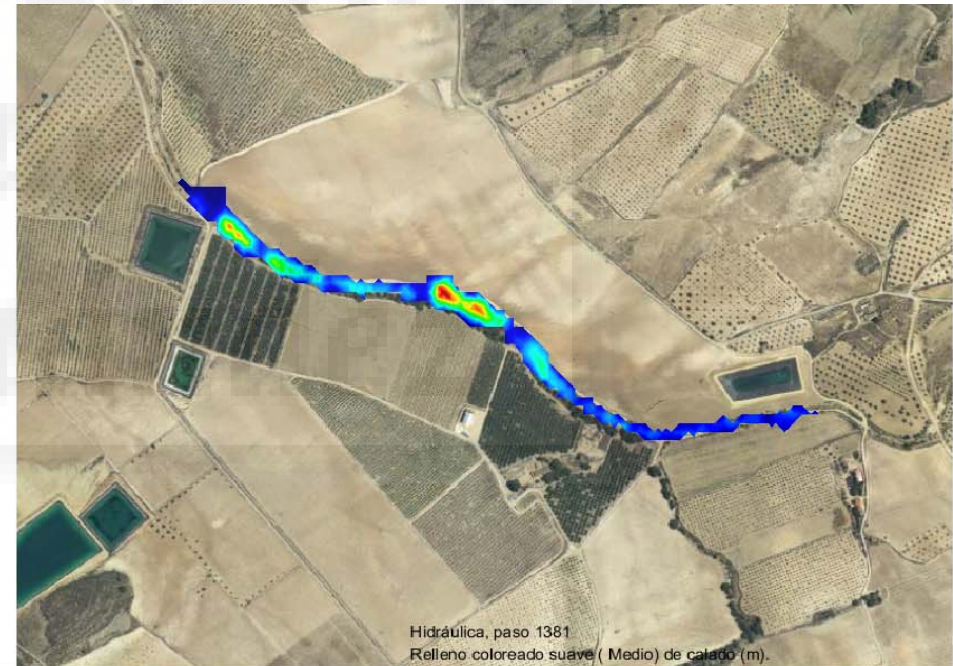 Hidráulica, paso 1381
Relleno coloreado suave ( Medio) de calado (m).